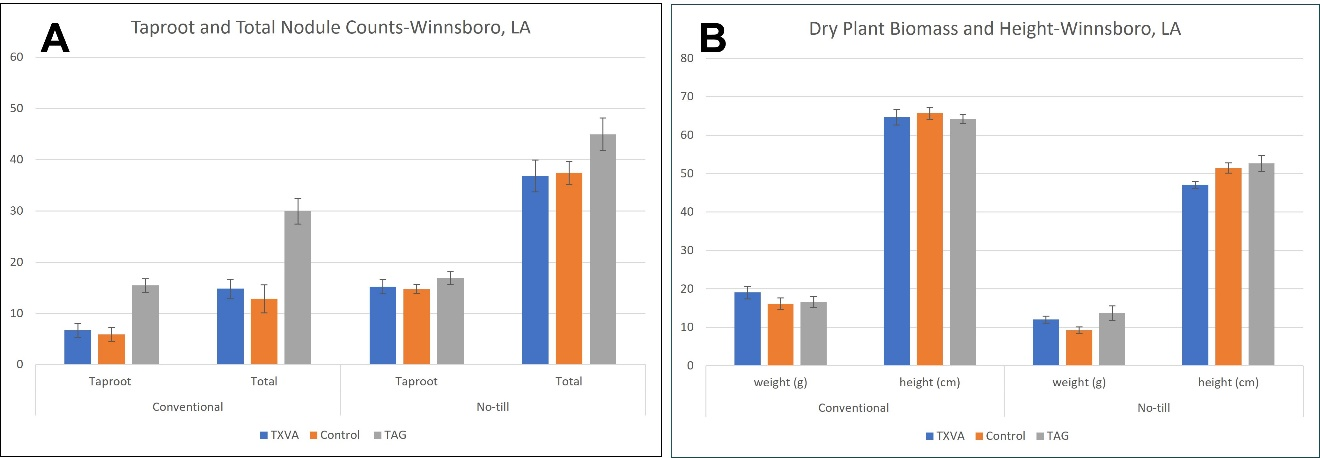 A
Taproot and Total Nodule Counts-Winnsboro, LA
60
50
40
30
20
10
0
Taproot Total Taproot Total
Conventional No-till
TXVA Control TAG
B
Dry Plant Biomass and Height-Winnsboro, LA
80
70
60
50
40
30
20
10
0
weight (g) height (cm) weight (g) height (cm)
Conventional No-till
TXVA Control TAG